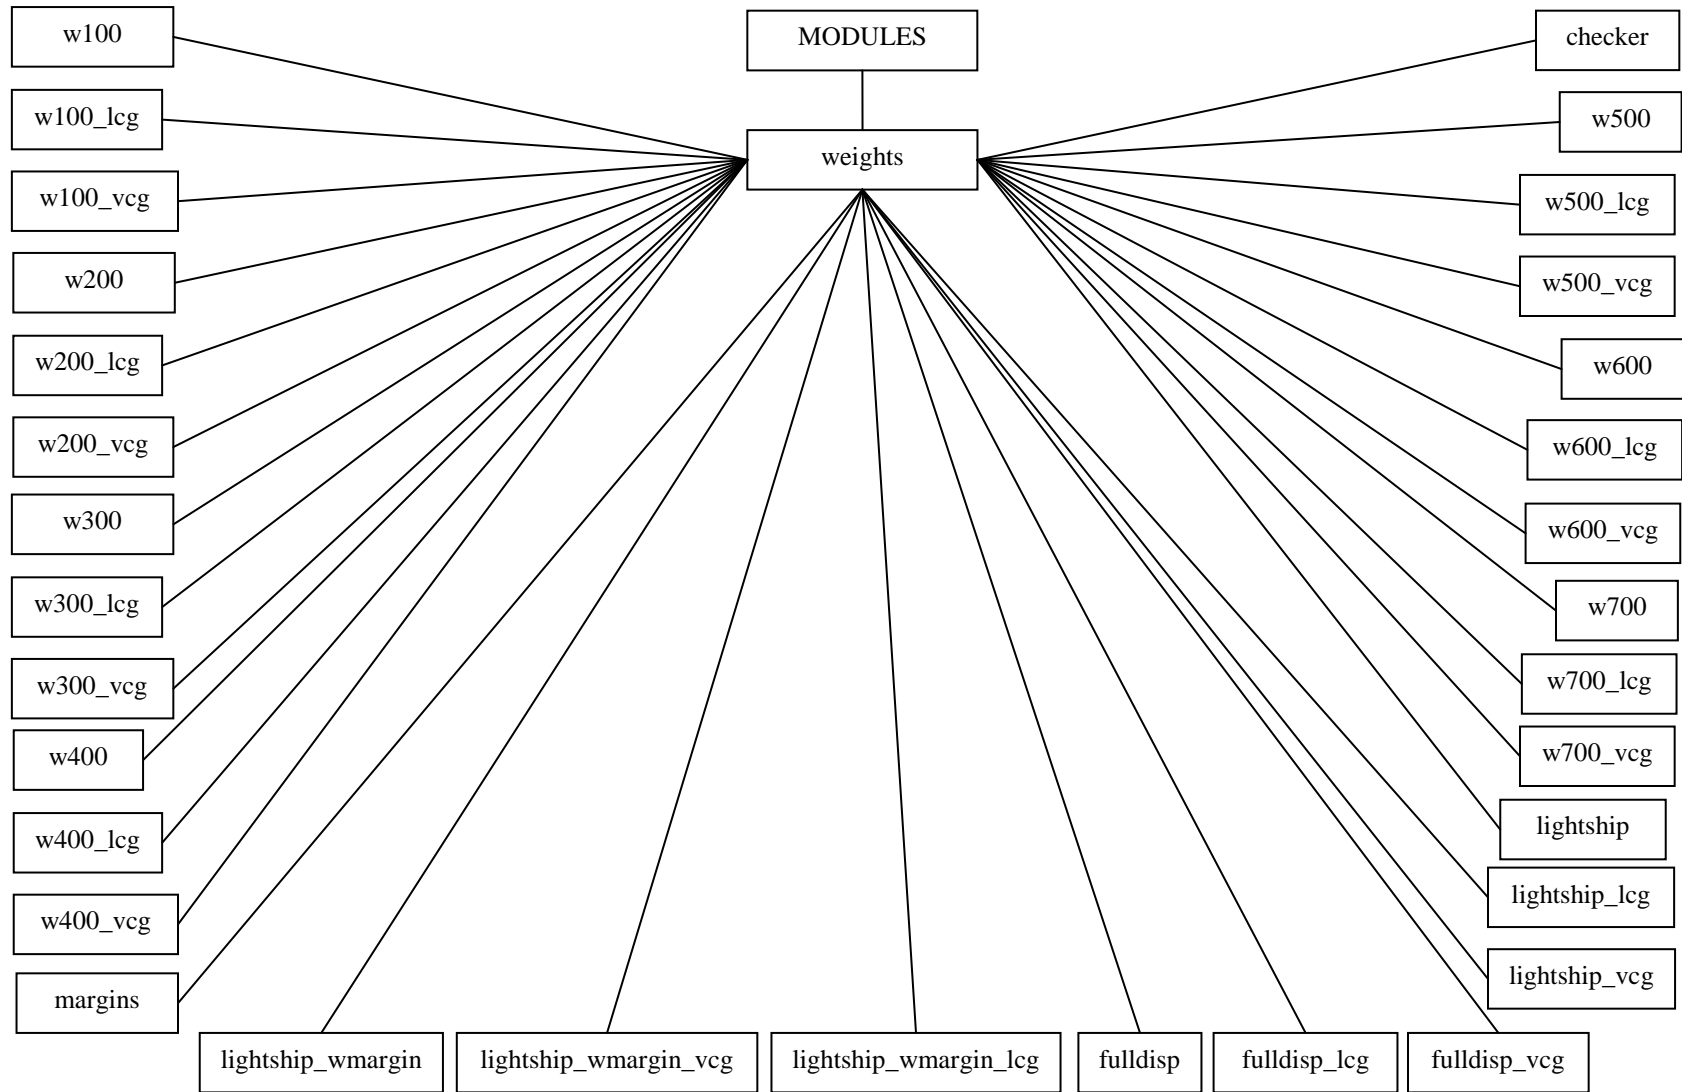 MODULES
weights
w100
w100_lcg
w100_vcg
w200
w200_lcg
w200_vcg
w300
w300_lcg
w300_vcg
w400
w400_lcg
w400_vcg
margins
lightship_wmargin
lightship_wmargin_vcg
lightship_wmargin_lcg
fulldisp
fulldisp_lcg
fulldisp_vcg
checker
w500
w500_lcg
w500_vcg
w600
w600_lcg
w600_vcg
w700
w700_lcg
w700_vcg
lightship
lightship_lcg
lightship_vcg